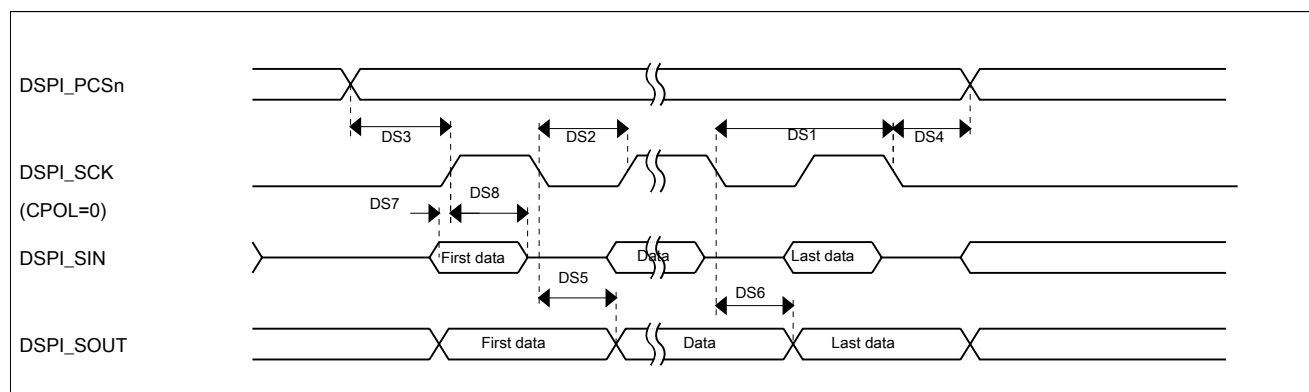 DSPI_PCSn
DS3
DS2
DS1
DS4
DSPI_SCK
(CPOL=0)
DS7
DS8
DSPI_SIN
First data
Data
Last data
DS5
DS6
DSPI_SOUT
First data
Data
Last data